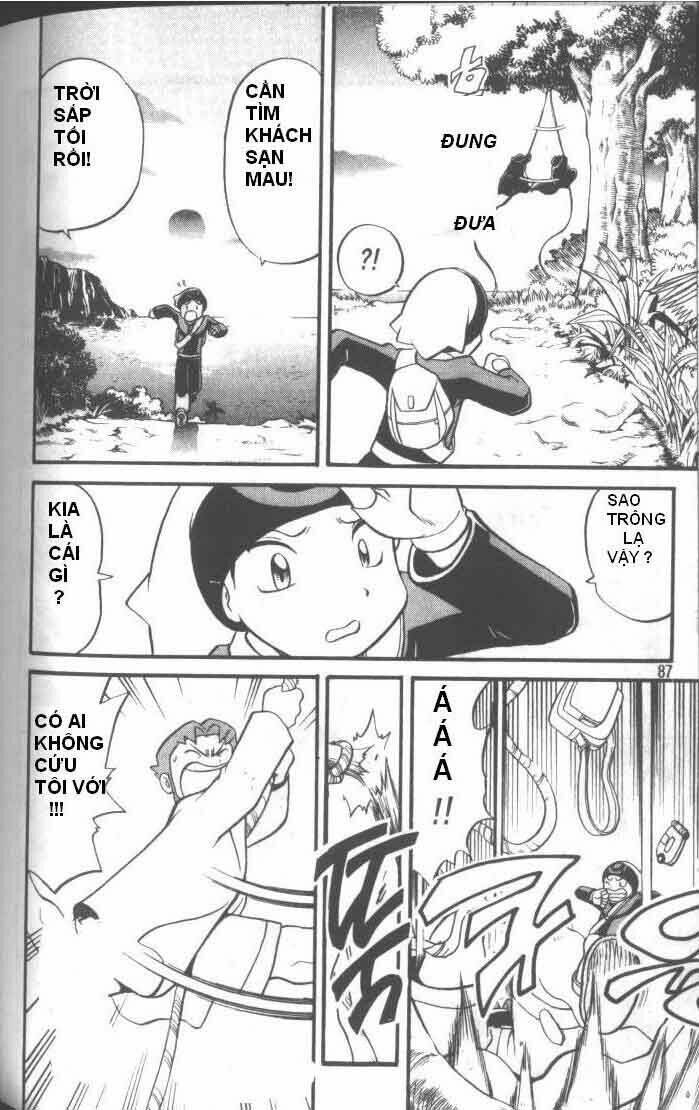 TRỜI
SẮP
TỐI
RỒI!
CẦN
TÌM
KHÁCH
SẠN
MAU!
ĐUNG
ĐƯA
?!
KIA
LÀ
CÁI
GÌ
?
SAO
TRÔNG
LẠ
VẬY ?
87
CÓ AI
KHÔNG
CỨU
TÔI VỚI
!!!
Á
Á
Á
!!